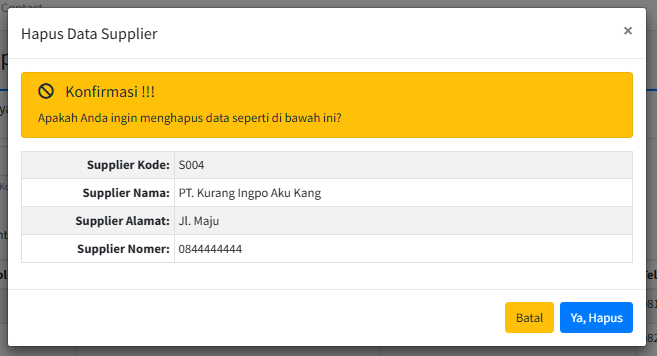 Contact
Hapus Data Supplier
×
Konfirmasi !!!
Apakah Anda ingin menghapus data seperti di bawah ini?
Supplier Kode: S004
Supplier Nama: PT. Kurang Ingpo Aku Kang
Supplier Alamat: Jl. Maju
Supplier Nomer: 0844444444
Batal Ya, Hapus